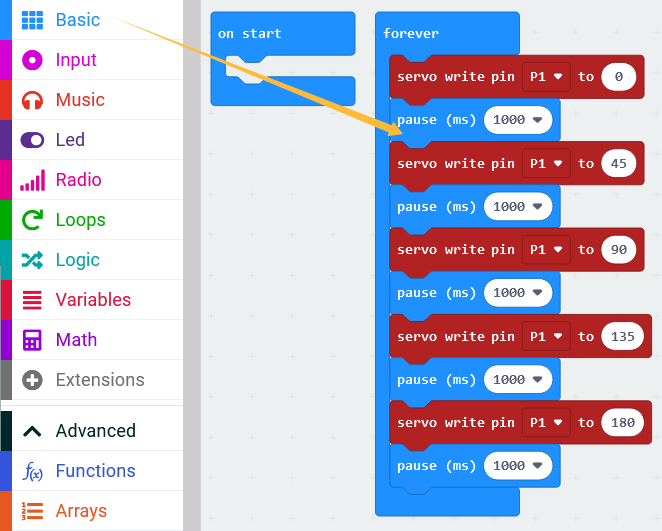 Basic
Input
Music
Led
Radio
Loops
Logic
Variables
Math
Extensions
Advanced
f(x) Functions
1 2 3 Arrays
on start
forever
servo write pin P1 to 0
pause (ms) 1000
servo write pin P1 to 45
pause (ms) 1000
servo write pin P1 to 90
pause (ms) 1000
servo write pin P1 to 135
pause (ms) 1000
servo write pin P1 to 180
pause (ms) 1000